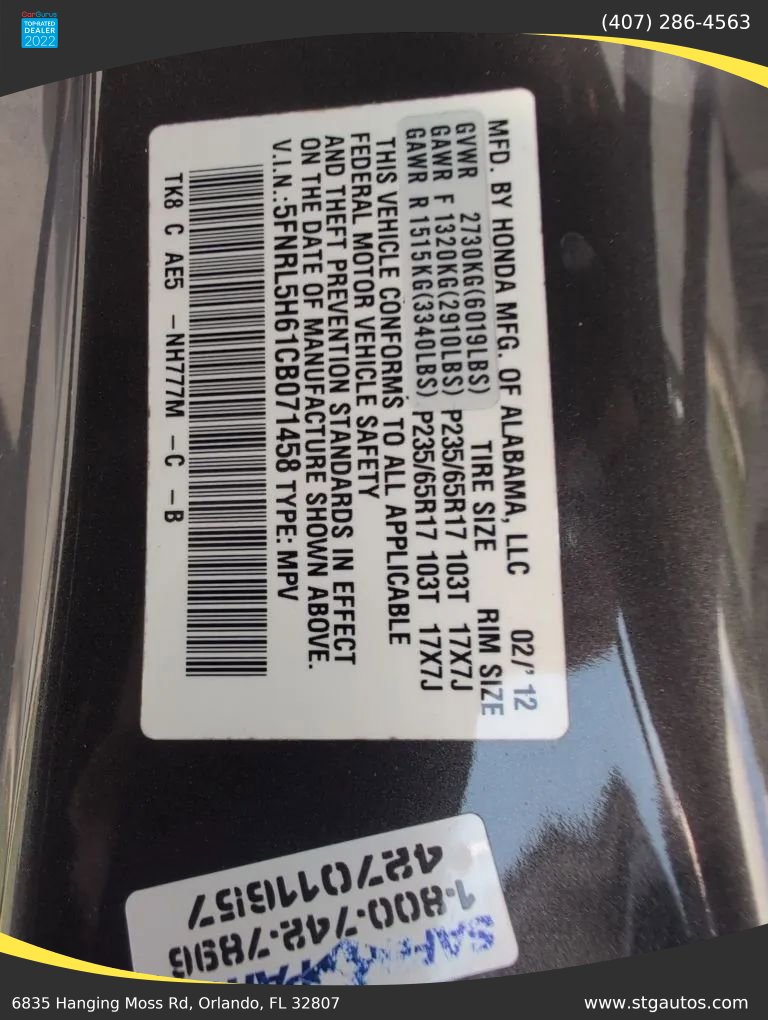 CarGurus
TOP RATED
DEALER
2022
(407) 286-4563
MFD. BY HONDA MFG. OF ALABAMA, LLC 02/'12
GVWR 2730KG(6019LBS) TIRE SIZE RIM SIZE
GAWR F 1320KG(2910LBS) P235/65R17 103T 17X7J
GAWR R 1515KG(3340LBS) P235/65R17 103T 17X7J
THIS VEHICLE CONFORMS TO ALL APPLICABLE
FEDERAL MOTOR VEHICLE SAFETY
AND THEFT PREVENTION STANDARDS IN EFFECT
ON THE DATE OF MANUFACTURE SHOWN ABOVE.
V.I.N.:5FNRL5H61CB071458 TYPE: MPV
TK8 C AE5 -NH777M -C -B
1-800-742-7896
427011357
6835 Hanging Moss Rd, Orlando, FL 32807
www.stgautos.com